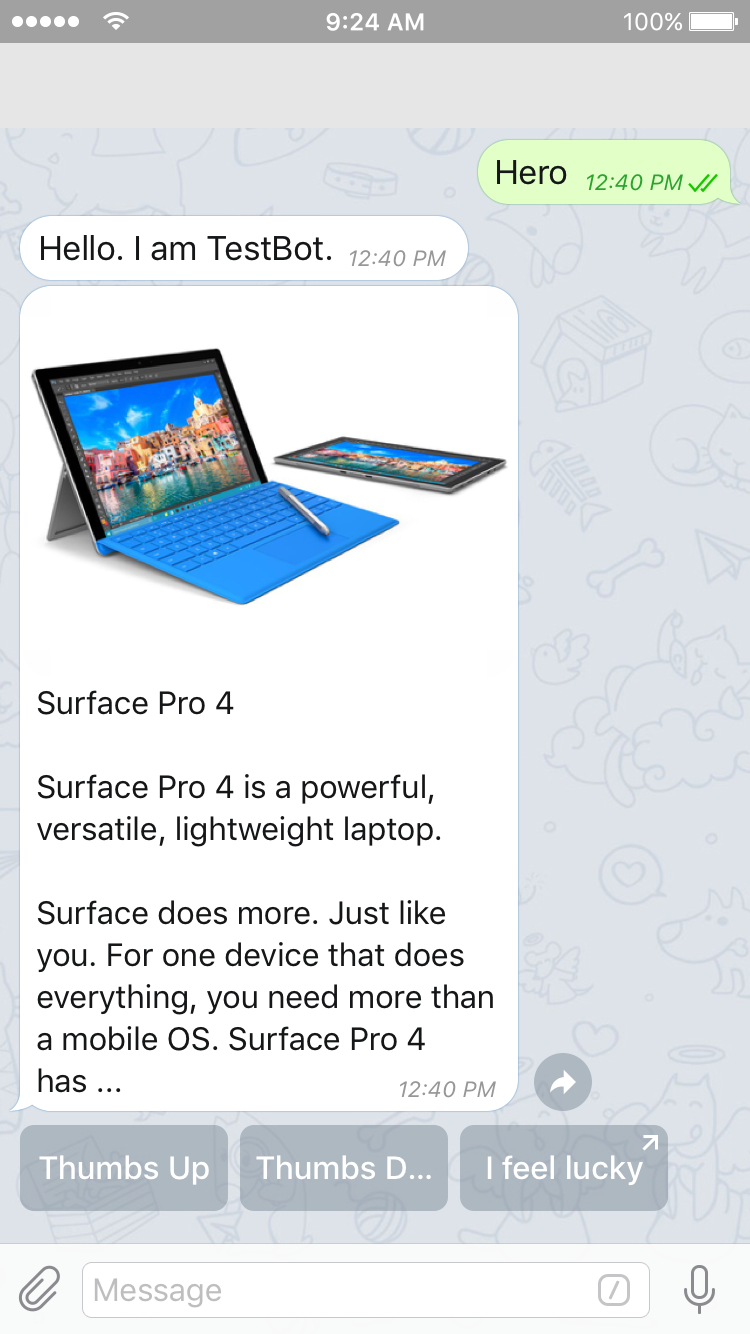 9:24 AM 100%
Hero 12:40 PM
Hello. I am TestBot. 12:40 PM
Surface Pro 4
Surface Pro 4 is a powerful,
versatile, lightweight laptop.
Surface does more. Just like
you. For one device that does
everything, you need more than
a mobile OS. Surface Pro 4
has ... 12:40 PM
Thumbs Up Thumbs D... I feel lucky
Message /